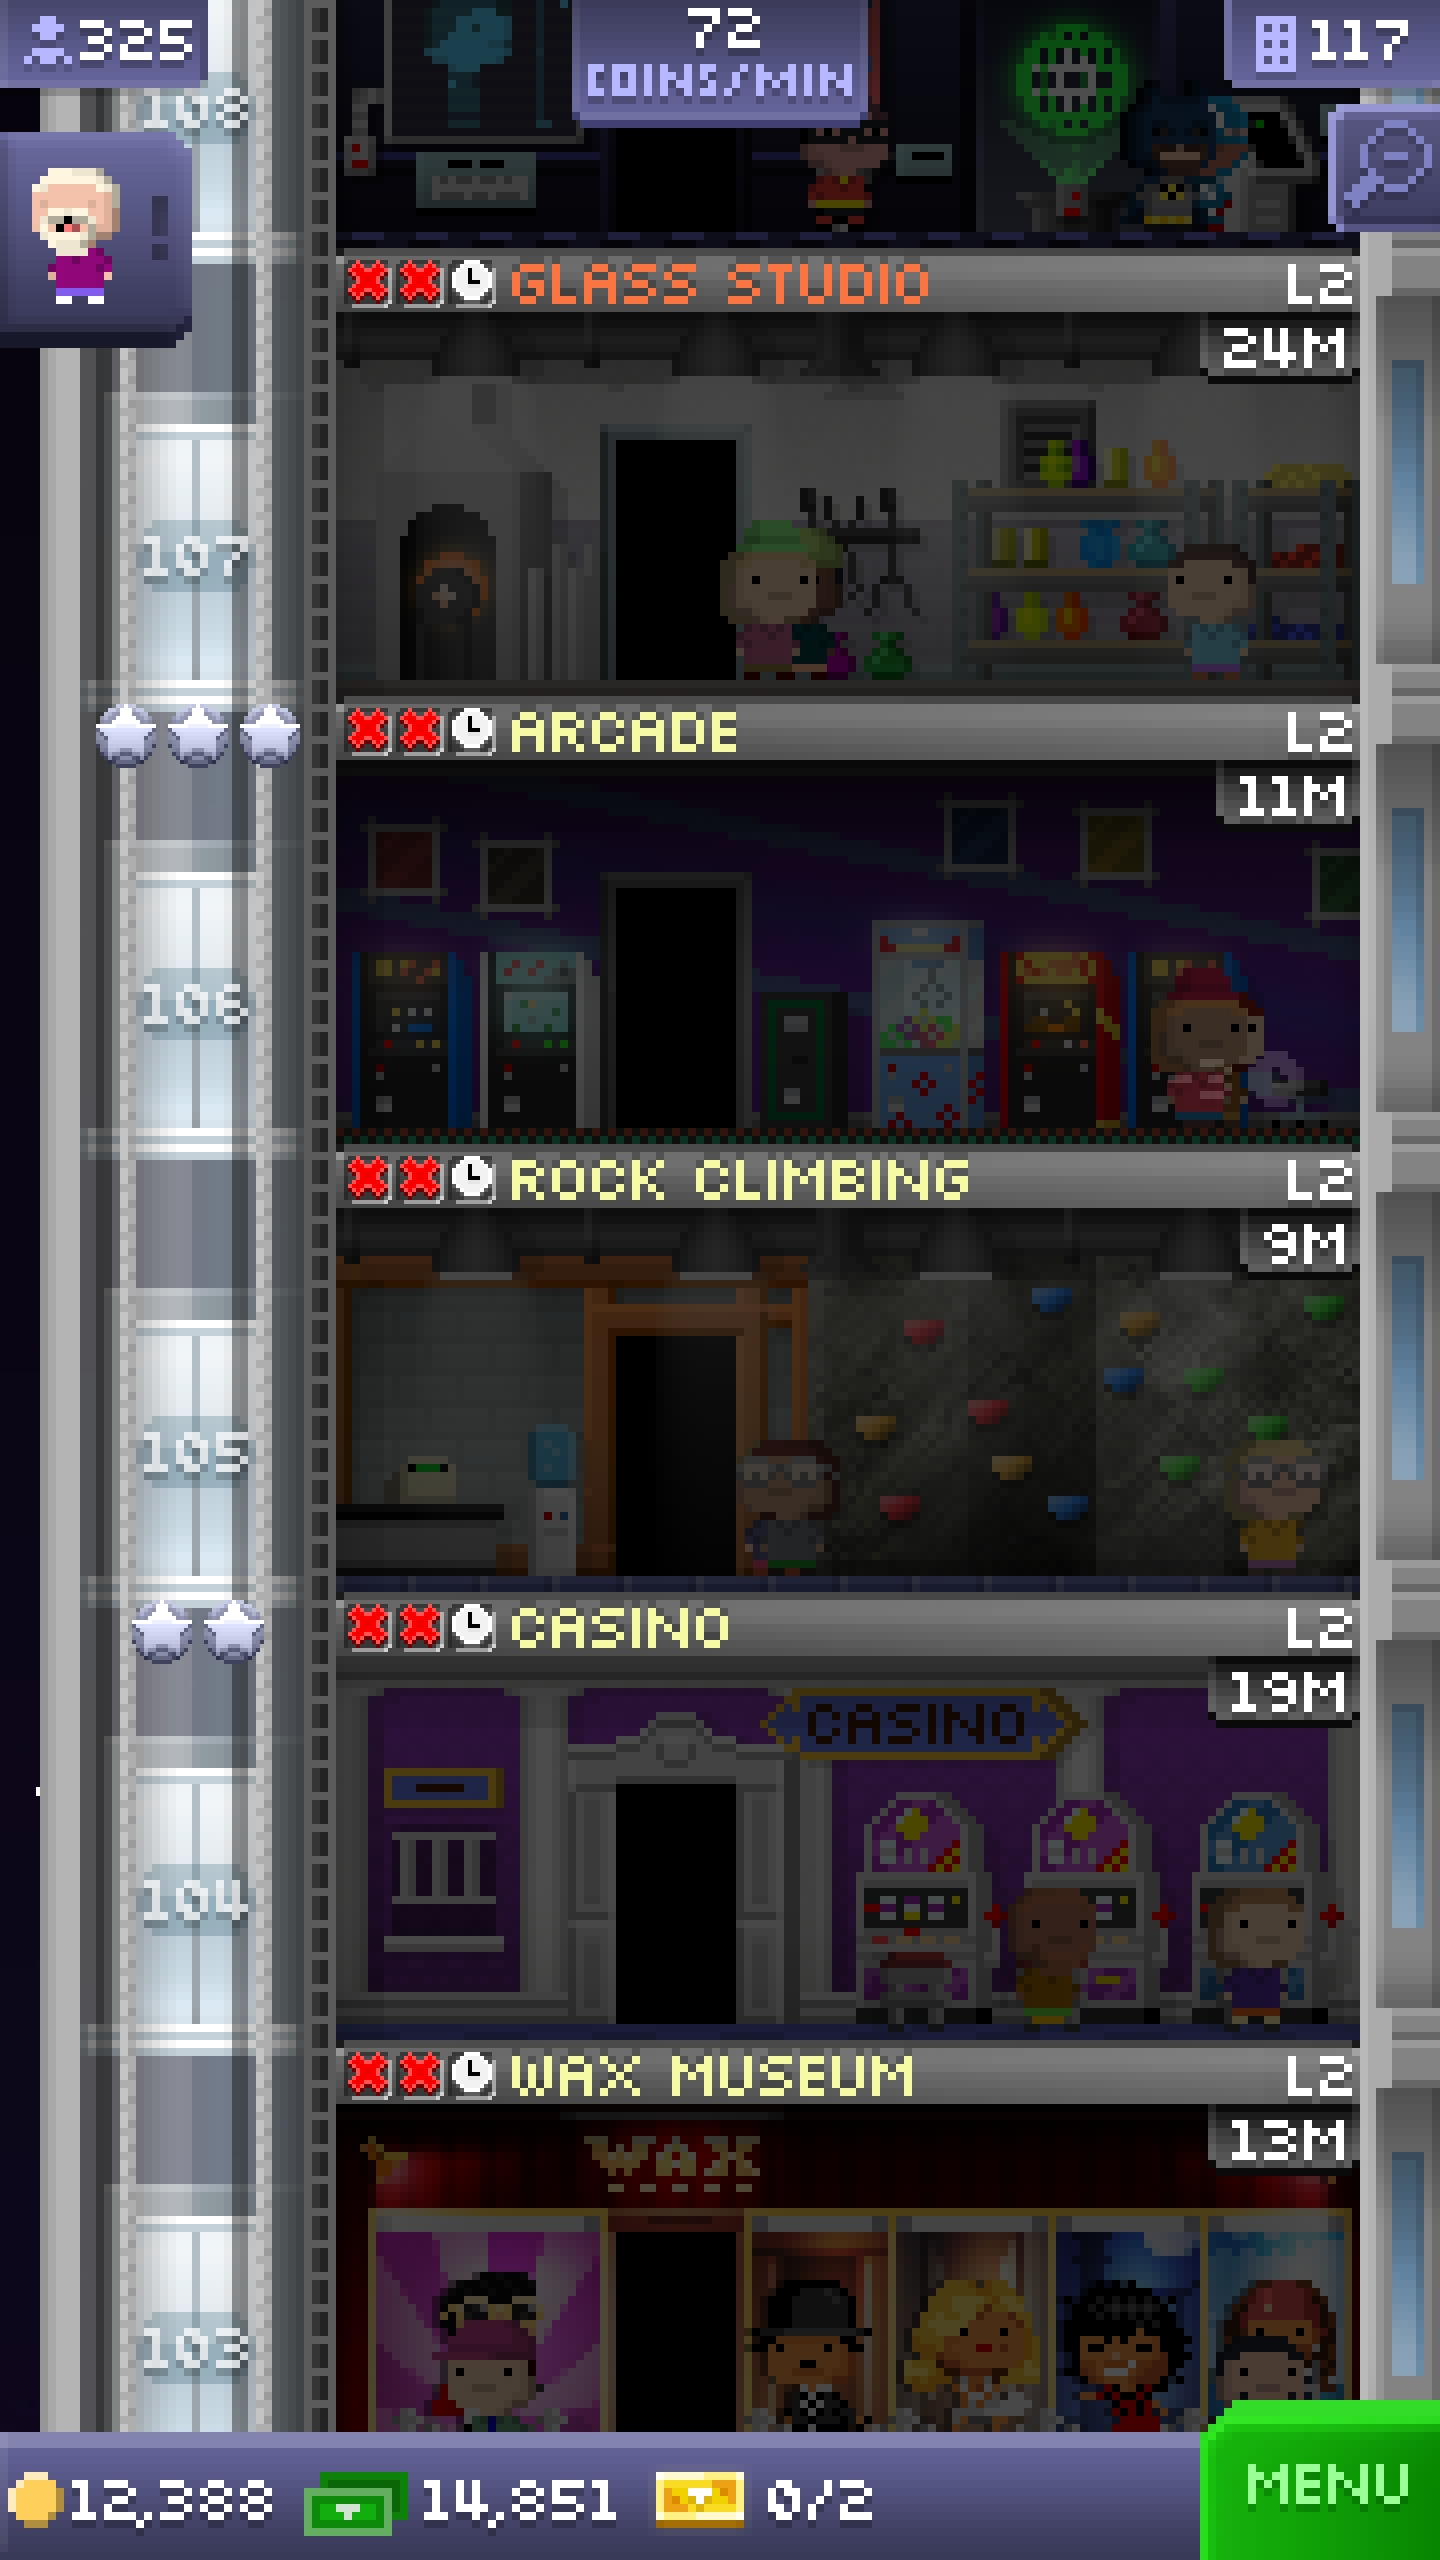 325
72
COINS/MIN
117
108
GLASS STUDIO L2
24M
107
ARCADE L2
11M
106
ROCK CLIMBING L2
9M
105
CASINO L2
19M
CASINO
104
WAX MUSEUM L2
13M
WAX
103
12,388 14,851 0/2
MENU